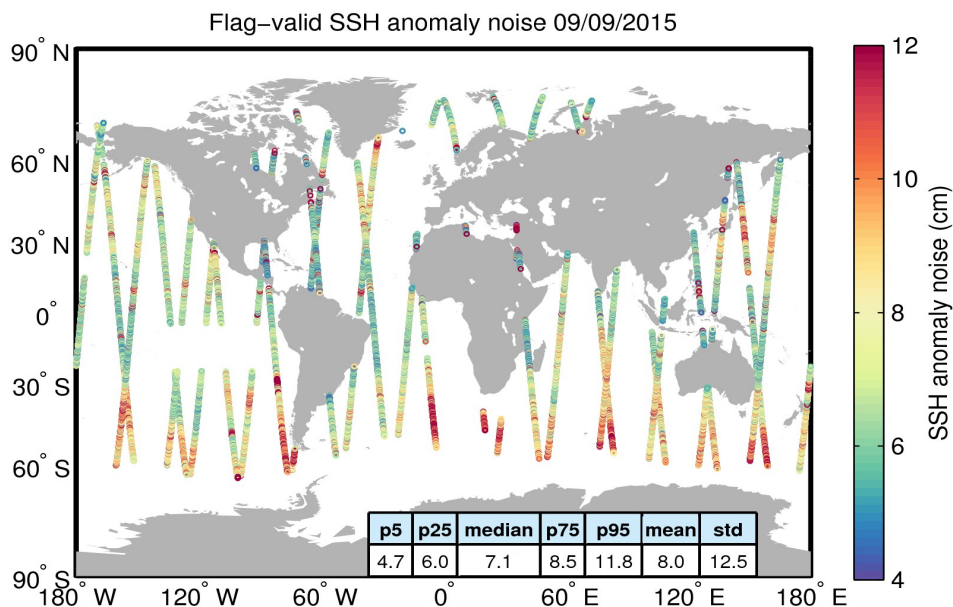 Flag−valid SSH anomaly noise 09/09/2015
90° N
60° N
30° N
0°
30° S
60° S
90° S
180° W 120° W 60° W 0° 60° E 120° E 180° E
p5 p25 median p75 p95 mean std
4.7 6.0 7.1 8.5 11.8 8.0 12.5
12
10
8
6
4
SSH anomaly noise (cm)